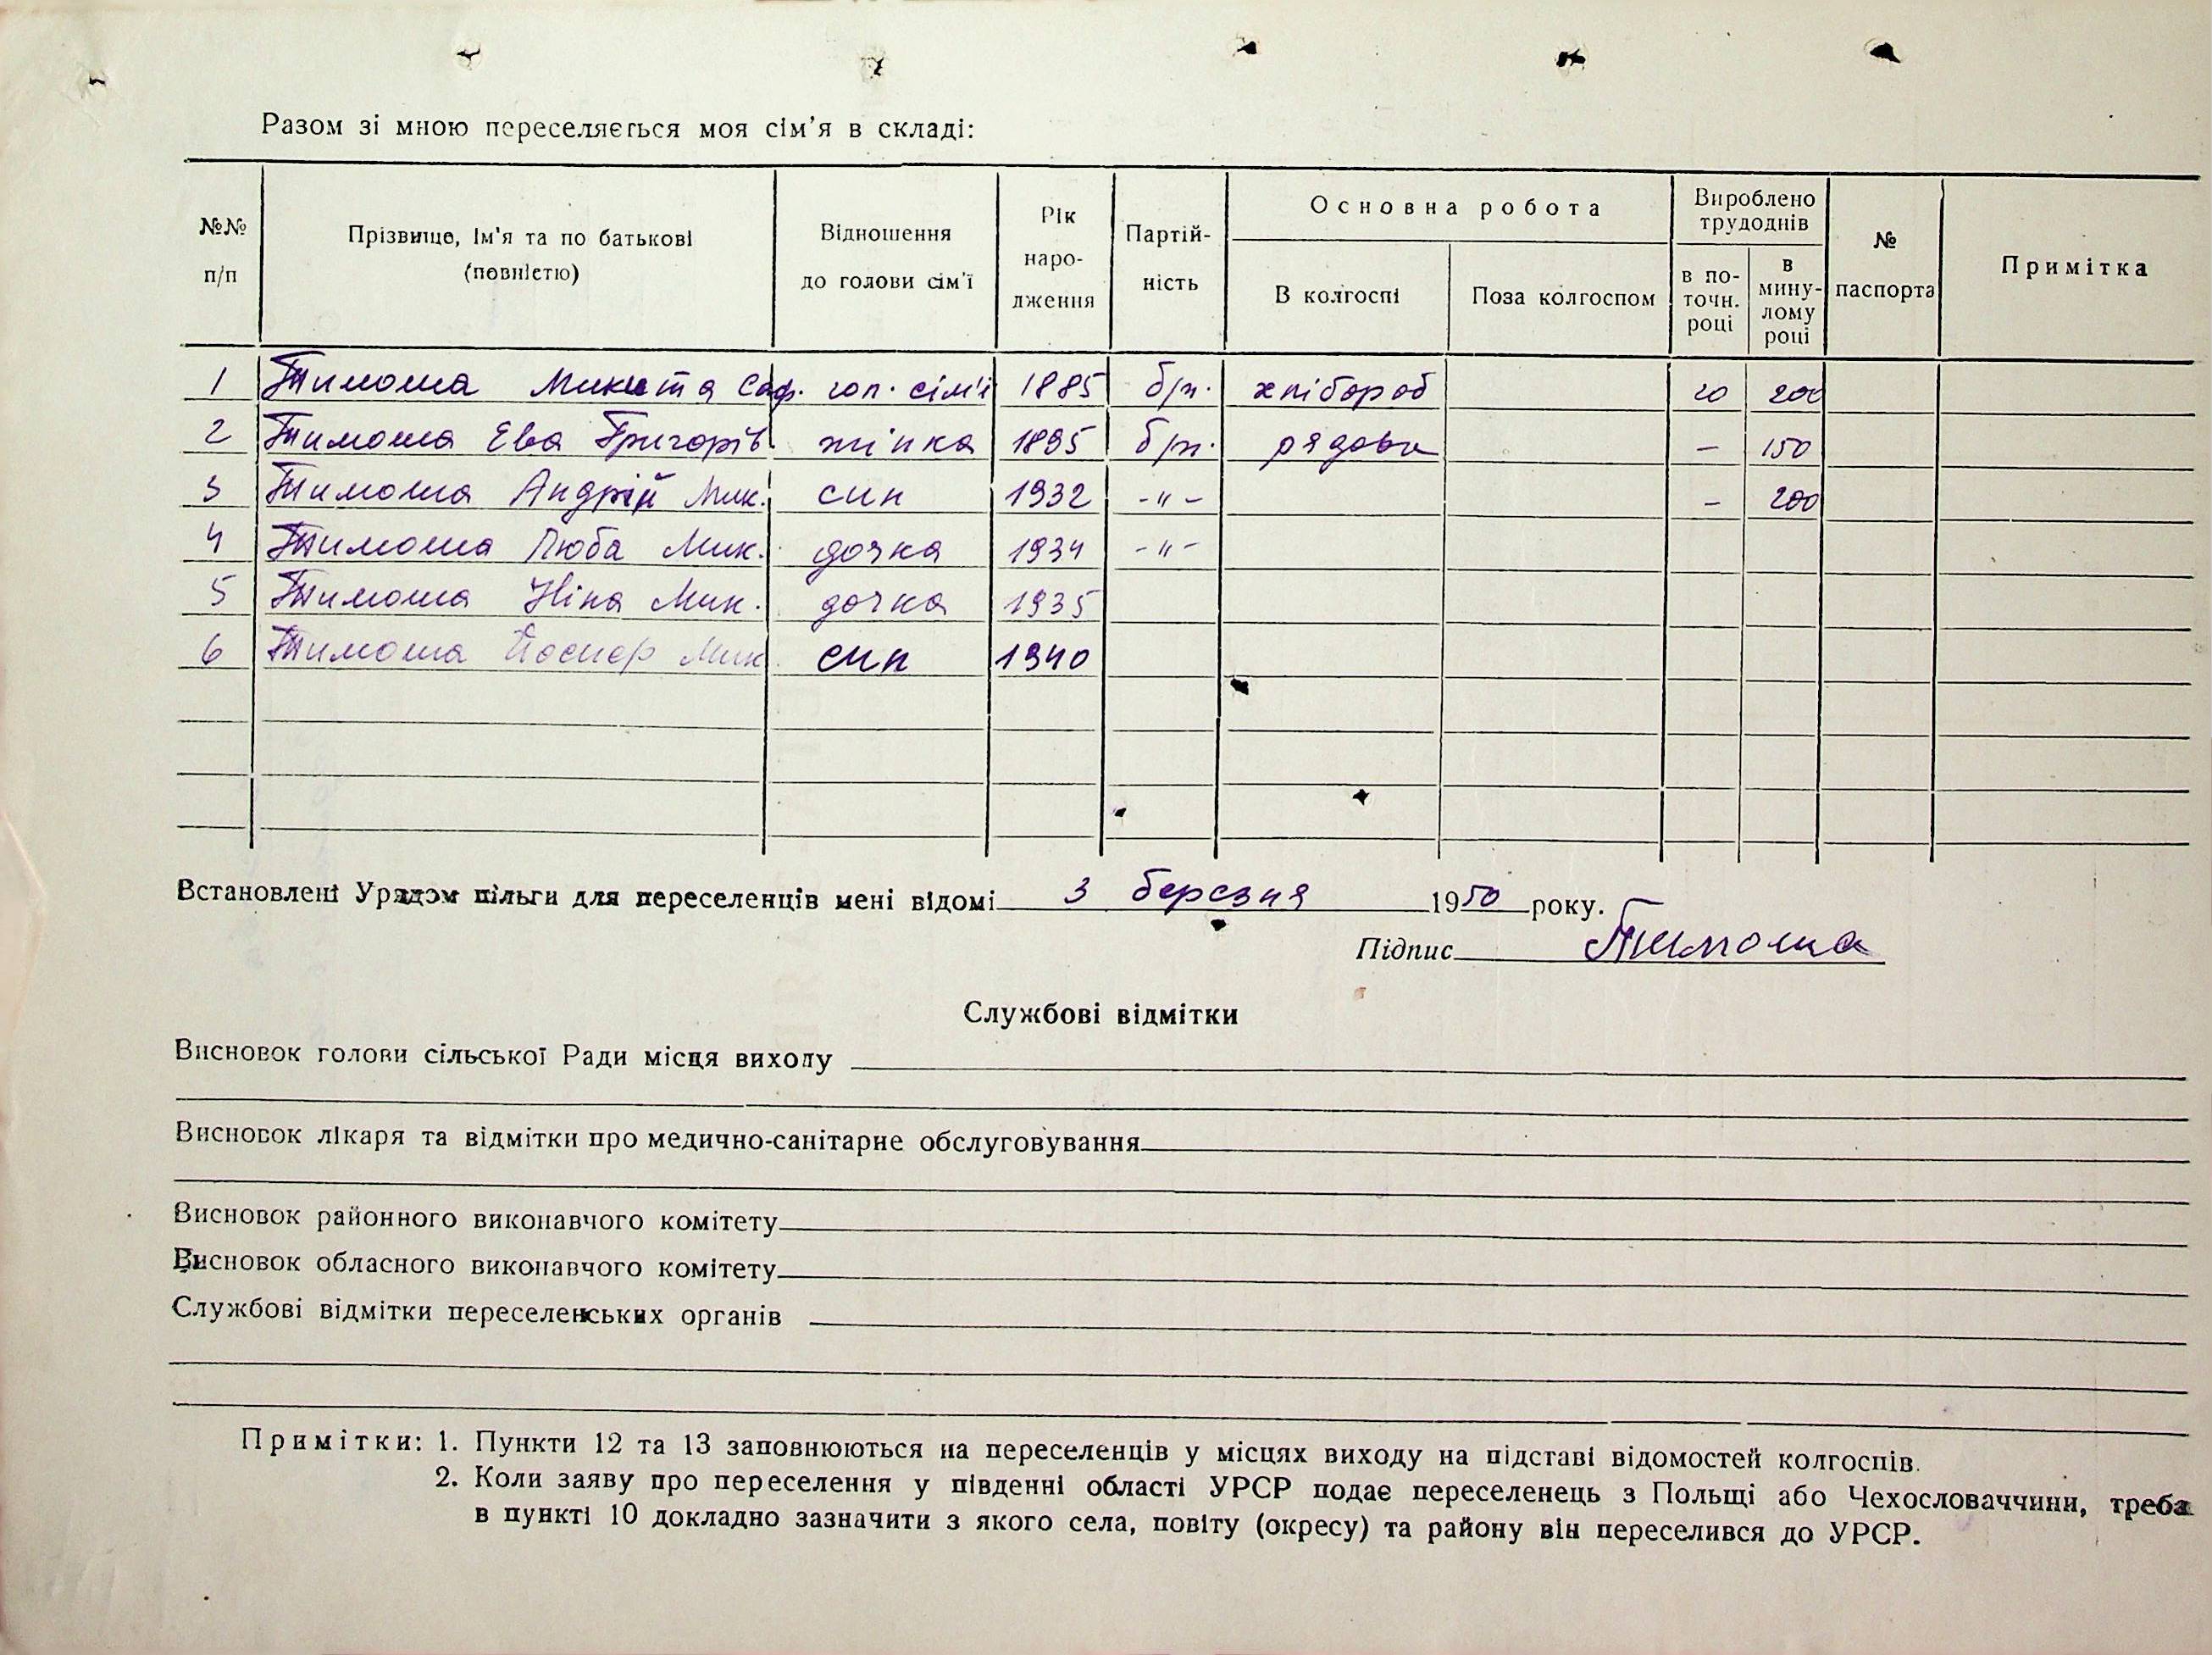 Разом зі мною переселяється моя сім'я в складі:
№№ п/п
Прізвище, ім'я та по батькові (повністю)
Відношення до голови сім'ї
Рік народження
Партійність
Основна робота
В колгоспі
Поза колгоспом
Вироблено трудоднів
в поточн. році
в минулому році
№ паспорта
Примітка
1 Тимоша Микита Саф. гол. сім'ї 1885 б/п. хлібороб 20 200
2 Тимоша Ева Григорів. жінка 1895 б/п. рядова – 150
3 Тимоша Андрій Мик. син 1932 -"- – 200
4 Тимоша Люба Мик. дочка 1934 -"-
5 Тимоша Ніна Мик. дочка 1935
6 Тимоша Йосиф Мик. син 1940
Встановлені Урядом пільги для переселенців мені відомі 3 березня 1950 року.
Підпис Тимоша
Службові відмітки
Висновок голови сільської Ради місця виходу
Висновок лікаря та відмітки про медично-санітарне обслуговування
Висновок районного виконавчого комітету
Висновок обласного виконавчого комітету
Службові відмітки переселенських органів
Примітки: 1. Пункти 12 та 13 заповнюються на переселенців у місцях виходу на підставі відомостей колгоспів.
2. Коли заяву про переселення у південні області УРСР подає переселенець з Польщі або Чехословаччини, треба
в пункті 10 докладно зазначити з якого села, повіту (окресу) та району він переселився до УРСР.